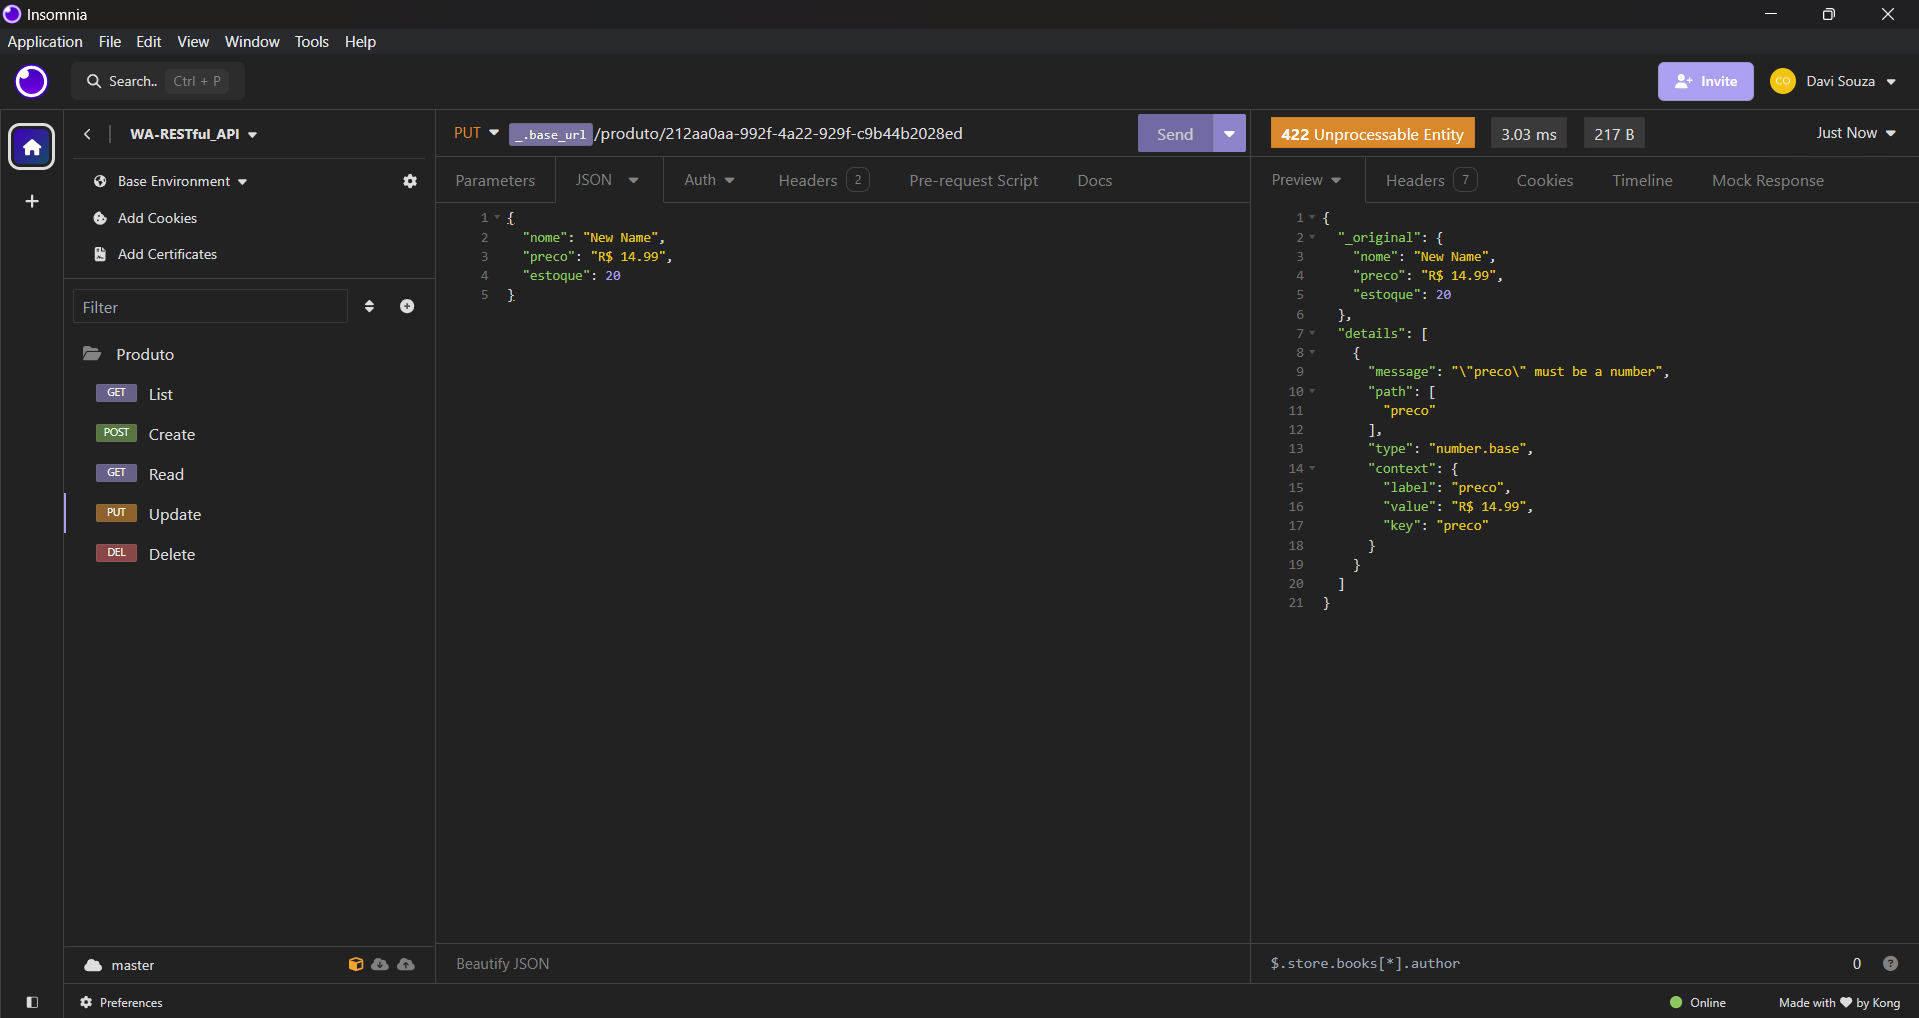 Insomnia
Application File Edit View Window Tools Help
Search.. Ctrl + P
Invite
CO Davi Souza
WA-RESTful_API
Base Environment
Add Cookies
Add Certificates
Filter
Produto
GET List
POST Create
GET Read
PUT Update
DEL Delete
master
Preferences
PUT _.base_url /produto/212aa0aa-992f-4a22-929f-c9b44b2028ed
Send
Parameters JSON Auth Headers 2 Pre-request Script Docs
1 {
2 "nome": "New Name",
3 "preco": "R$ 14.99",
4 "estoque": 20
5 }
Beautify JSON
422 Unprocessable Entity 3.03 ms 217 B Just Now
Preview Headers 7 Cookies Timeline Mock Response
1 {
2 "_original": {
3 "nome": "New Name",
4 "preco": "R$ 14.99",
5 "estoque": 20
6 },
7 "details": [
8 {
9 "message": "\"preco\" must be a number",
10 "path": [
11 "preco"
12 ],
13 "type": "number.base",
14 "context": {
15 "label": "preco",
16 "value": "R$ 14.99",
17 "key": "preco"
18 }
19 }
20 ]
21 }
$.store.books[*].author 0 ?
Online Made with ❤ by Kong